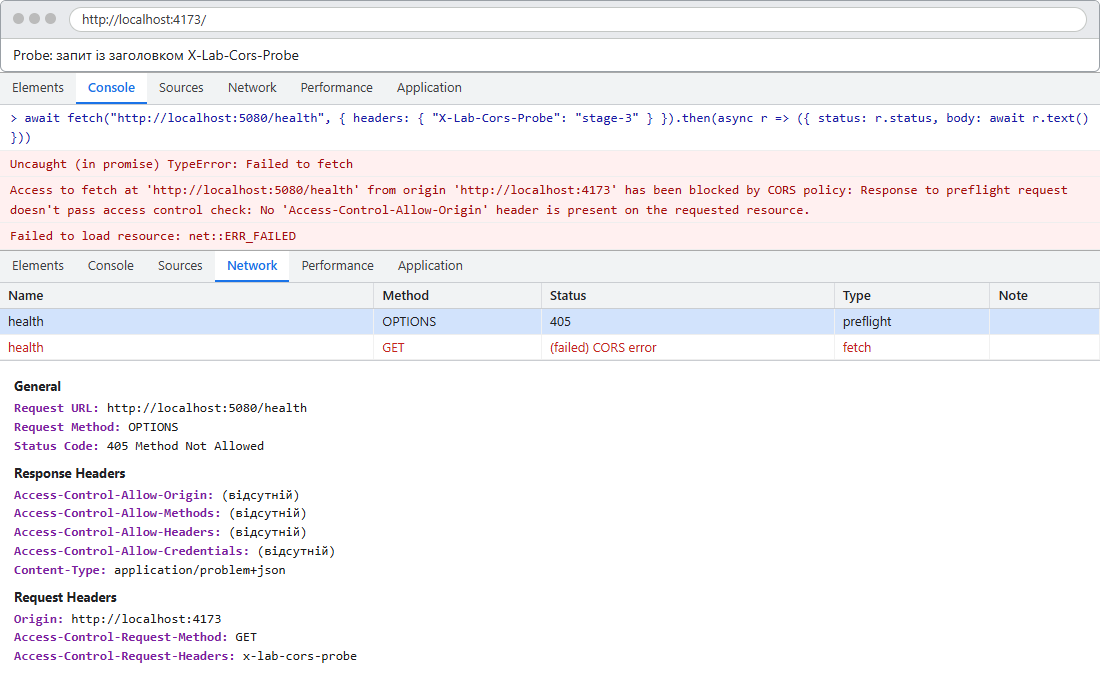 http://localhost:4173/
Probe: запит із заголовком X-Lab-Cors-Probe
Elements Console Sources Network Performance Application
> await fetch("http://localhost:5080/health", { headers: { "X-Lab-Cors-Probe": "stage-3" } }).then(async r => ({ status: r.status, body: await r.text()
}))
Uncaught (in promise) TypeError: Failed to fetch
Access to fetch at 'http://localhost:5080/health' from origin 'http://localhost:4173' has been blocked by CORS policy: Response to preflight request
doesn't pass access control check: No 'Access-Control-Allow-Origin' header is present on the requested resource.
Failed to load resource: net::ERR_FAILED
Elements Console Sources Network Performance Application
Name Method Status Type Note
health OPTIONS 405 preflight
health GET (failed) CORS error fetch
General
Request URL: http://localhost:5080/health
Request Method: OPTIONS
Status Code: 405 Method Not Allowed
Response Headers
Access-Control-Allow-Origin: (відсутній)
Access-Control-Allow-Methods: (відсутній)
Access-Control-Allow-Headers: (відсутній)
Access-Control-Allow-Credentials: (відсутній)
Content-Type: application/problem+json
Request Headers
Origin: http://localhost:4173
Access-Control-Request-Method: GET
Access-Control-Request-Headers: x-lab-cors-probe